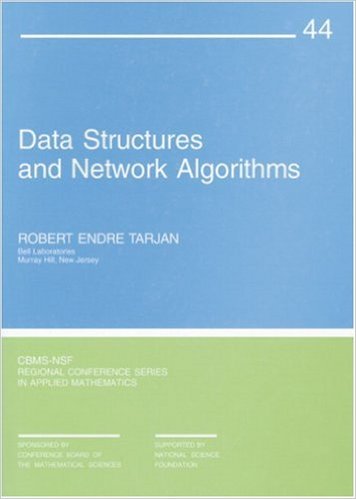 44
Data Structures
and Network Algorithms
ROBERT ENDRE TARJAN
Bell Laboratories
Murray Hill, New Jersey
CBMS-NSF
REGIONAL CONFERENCE SERIES
IN APPLIED MATHEMATICS
SPONSORED BY
CONFERENCE BOARD OF
THE MATHEMATICAL SCIENCES
SUPPORTED BY
NATIONAL SCIENCE
FOUNDATION